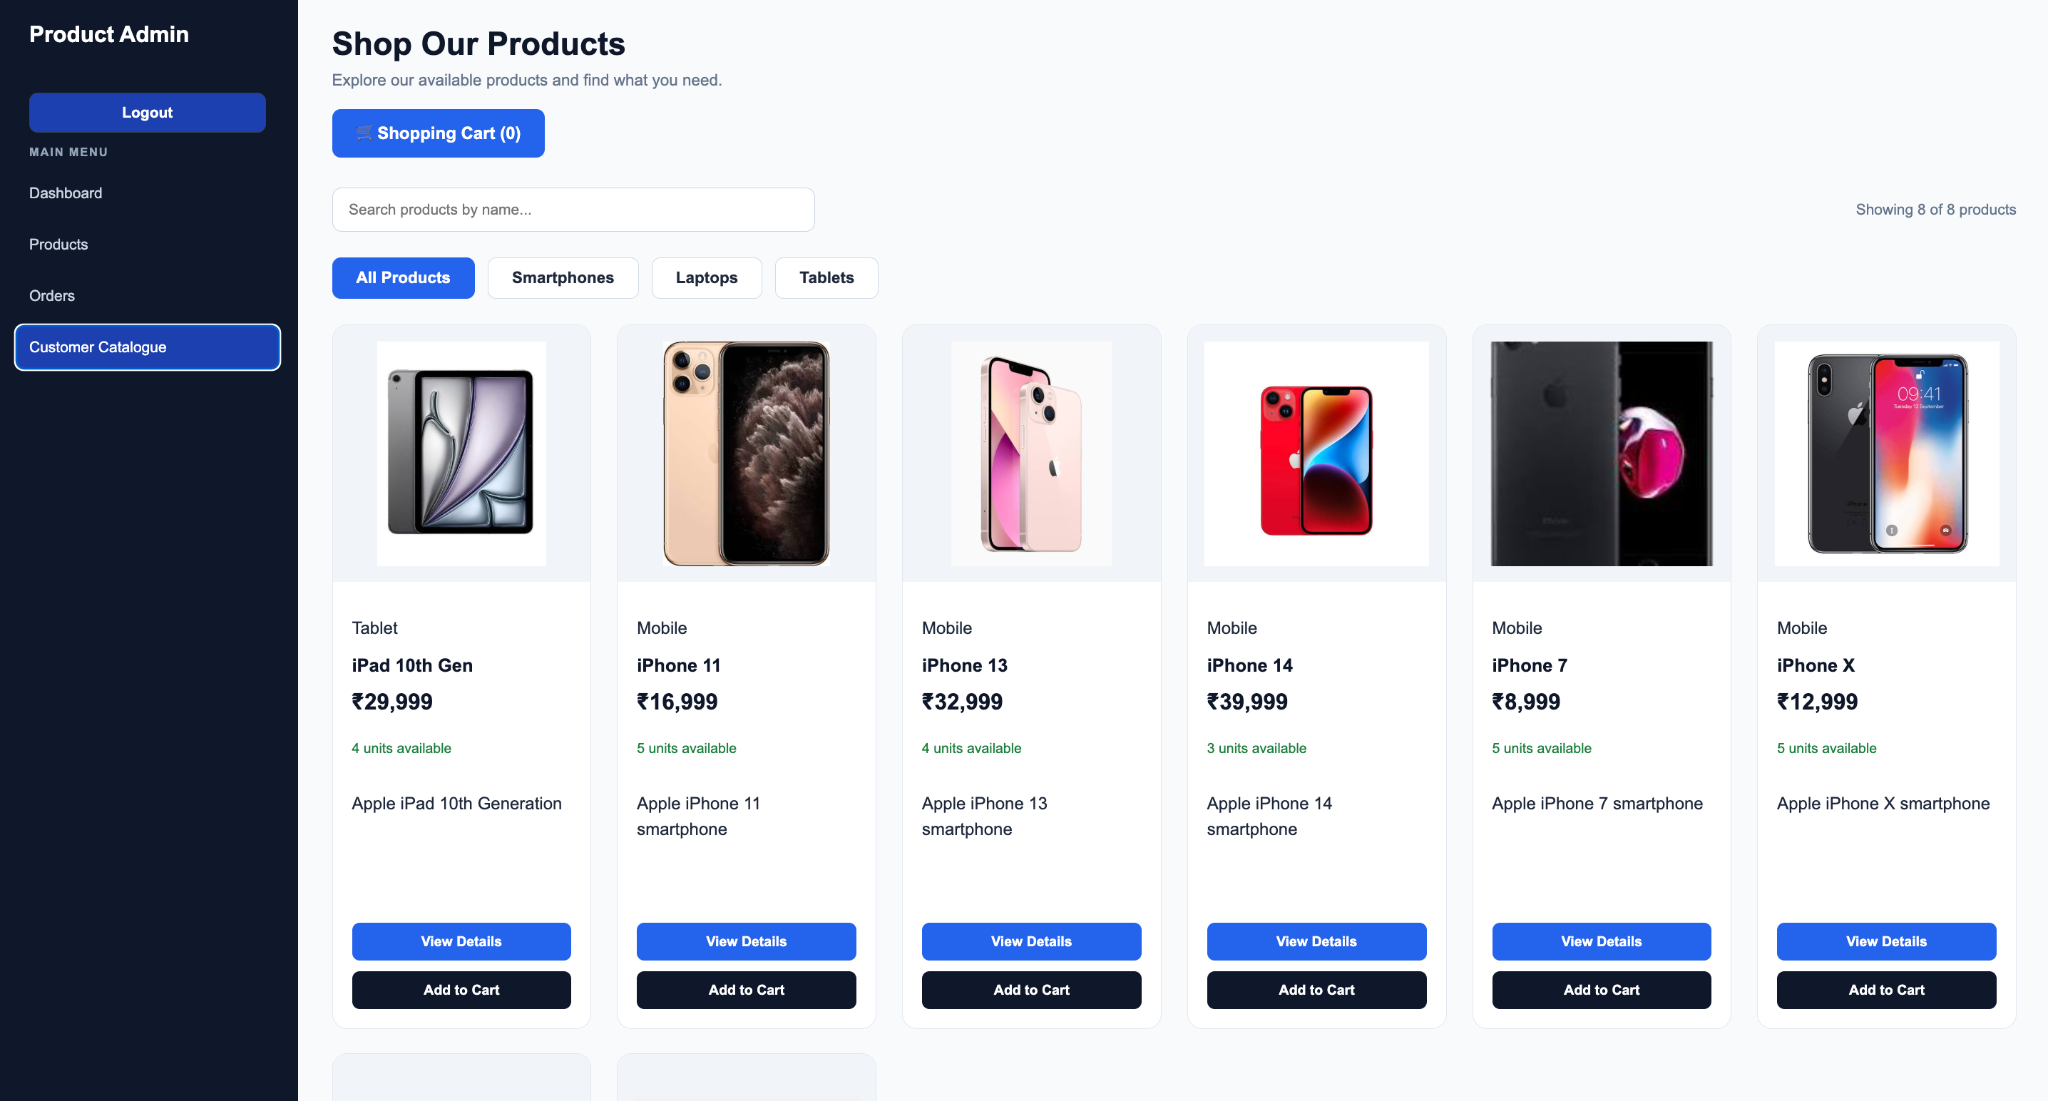 Product Admin
Logout
MAIN MENU
Dashboard
Products
Orders
Customer Catalogue
Shop Our Products
Explore our available products and find what you need.
🛒 Shopping Cart (0)
Search products by name...
Showing 8 of 8 products
All Products
Smartphones
Laptops
Tablets
Tablet
iPad 10th Gen
₹29,999
4 units available
Apple iPad 10th Generation
View Details
Add to Cart
Mobile
iPhone 11
₹16,999
5 units available
Apple iPhone 11
smartphone
View Details
Add to Cart
Mobile
iPhone 13
₹32,999
4 units available
Apple iPhone 13
smartphone
View Details
Add to Cart
Mobile
iPhone 14
₹39,999
3 units available
Apple iPhone 14
smartphone
View Details
Add to Cart
Mobile
iPhone 7
₹8,999
5 units available
Apple iPhone 7 smartphone
View Details
Add to Cart
09:41
Tuesday 12 September
Mobile
iPhone X
₹12,999
5 units available
Apple iPhone X smartphone
View Details
Add to Cart